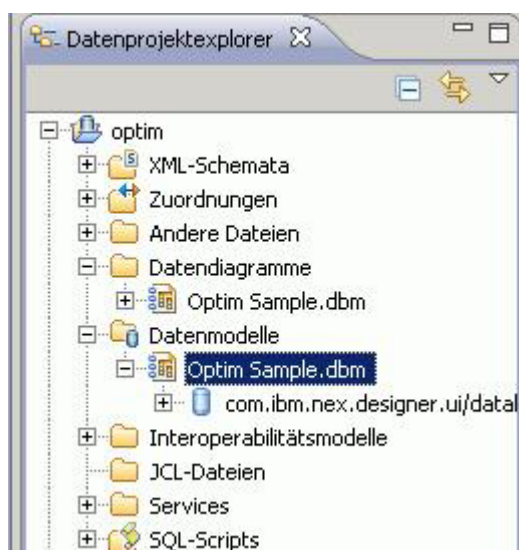 Datenprojektexplorer
optim
XML-Schemata
Zuordnungen
Andere Dateien
Datendiagramme
Optim Sample.dbm
Datenmodelle
Optim Sample.dbm
com.ibm.nex.designer.ui/datal
Interoperabilitätsmodelle
JCL-Dateien
Services
SQL-Scripts